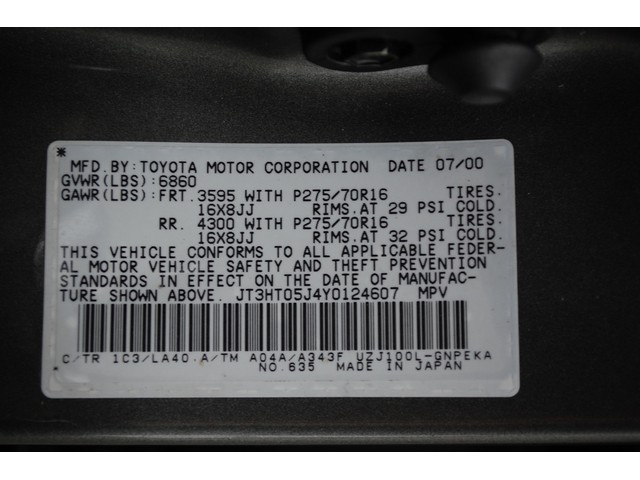 MFD.BY:TOYOTA MOTOR CORPORATION DATE 07/00
GVWR(LBS):6860
GAWR(LBS):FRT.3595 WITH P275/70R16 TIRES.
16X8JJ RIMS.AT 29 PSI COLD.
RR. 4300 WITH P275/70R16 TIRES.
16X8JJ RIMS.AT 32 PSI COLD.
THIS VEHICLE CONFORMS TO ALL APPLICABLE FEDER-
AL MOTOR VEHICLE SAFETY AND THEFT PREVENTION
STANDARDS IN EFFECT ON THE DATE OF MANUFAC-
TURE SHOWN ABOVE. JT3HT05J4Y0124607 MPV
C/TR 1C3/LA40.A/TM A04A/A343F UZJ100L-GNPEKA
NO.635 MADE IN JAPAN